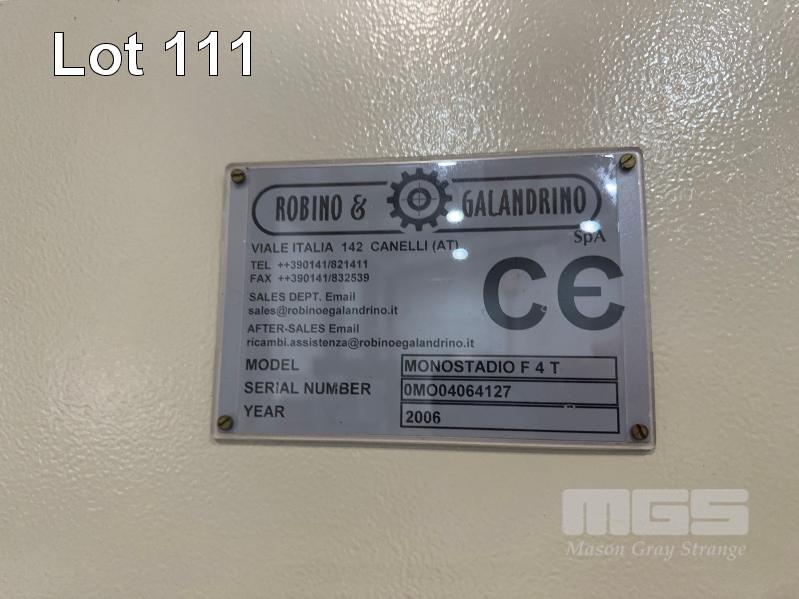 Lot 111
ROBINO & GALANDRINO
SpA
VIALE ITALIA 142 CANELLI (AT)
TEL ++390141/821411
FAX ++390141/832539
CE
SALES DEPT. Email
sales@robinoegalandrino.it
AFTER-SALES Email
ricambi.assistenza@robinoegalandrino.it
MODEL MONOSTADIO F 4 T
SERIAL NUMBER 0MO04064127
YEAR 2006
MGS
Mason Gray Strange